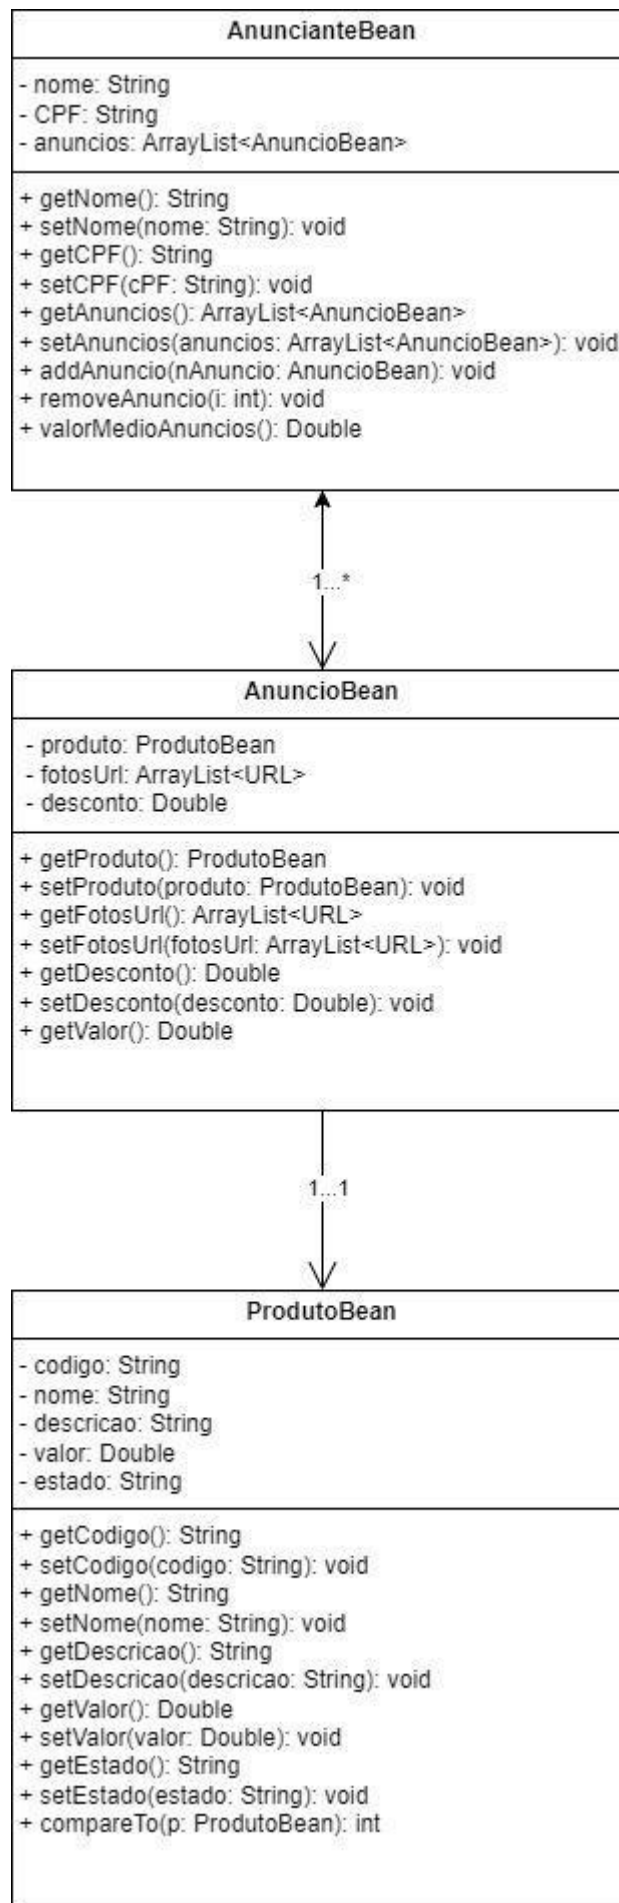 AnuncianteBean
- nome: String
- CPF: String
- anuncios: ArrayList<AnuncioBean>
+ getNome(): String
+ setNome(nome: String): void
+ getCPF(): String
+ setCPF(cPF: String): void
+ getAnuncios(): ArrayList<AnuncioBean>
+ setAnuncios(anuncios: ArrayList<AnuncioBean>): void
+ addAnuncio(nAnuncio: AnuncioBean): void
+ removeAnuncio(i: int): void
+ valorMedioAnuncios(): Double
1...*
AnuncioBean
- produto: ProdutoBean
- fotosUrl: ArrayList<URL>
- desconto: Double
+ getProduto(): ProdutoBean
+ setProduto(produto: ProdutoBean): void
+ getFotosUrl(): ArrayList<URL>
+ setFotosUrl(fotosUrl: ArrayList<URL>): void
+ getDesconto(): Double
+ setDesconto(desconto: Double): void
+ getValor(): Double
1...1
ProdutoBean
- codigo: String
- nome: String
- descricao: String
- valor: Double
- estado: String
+ getCodigo(): String
+ setCodigo(codigo: String): void
+ getNome(): String
+ setNome(nome: String): void
+ getDescricao(): String
+ setDescricao(descricao: String): void
+ getValor(): Double
+ setValor(valor: Double): void
+ getEstado(): String
+ setEstado(estado: String): void
+ compareTo(p: ProdutoBean): int